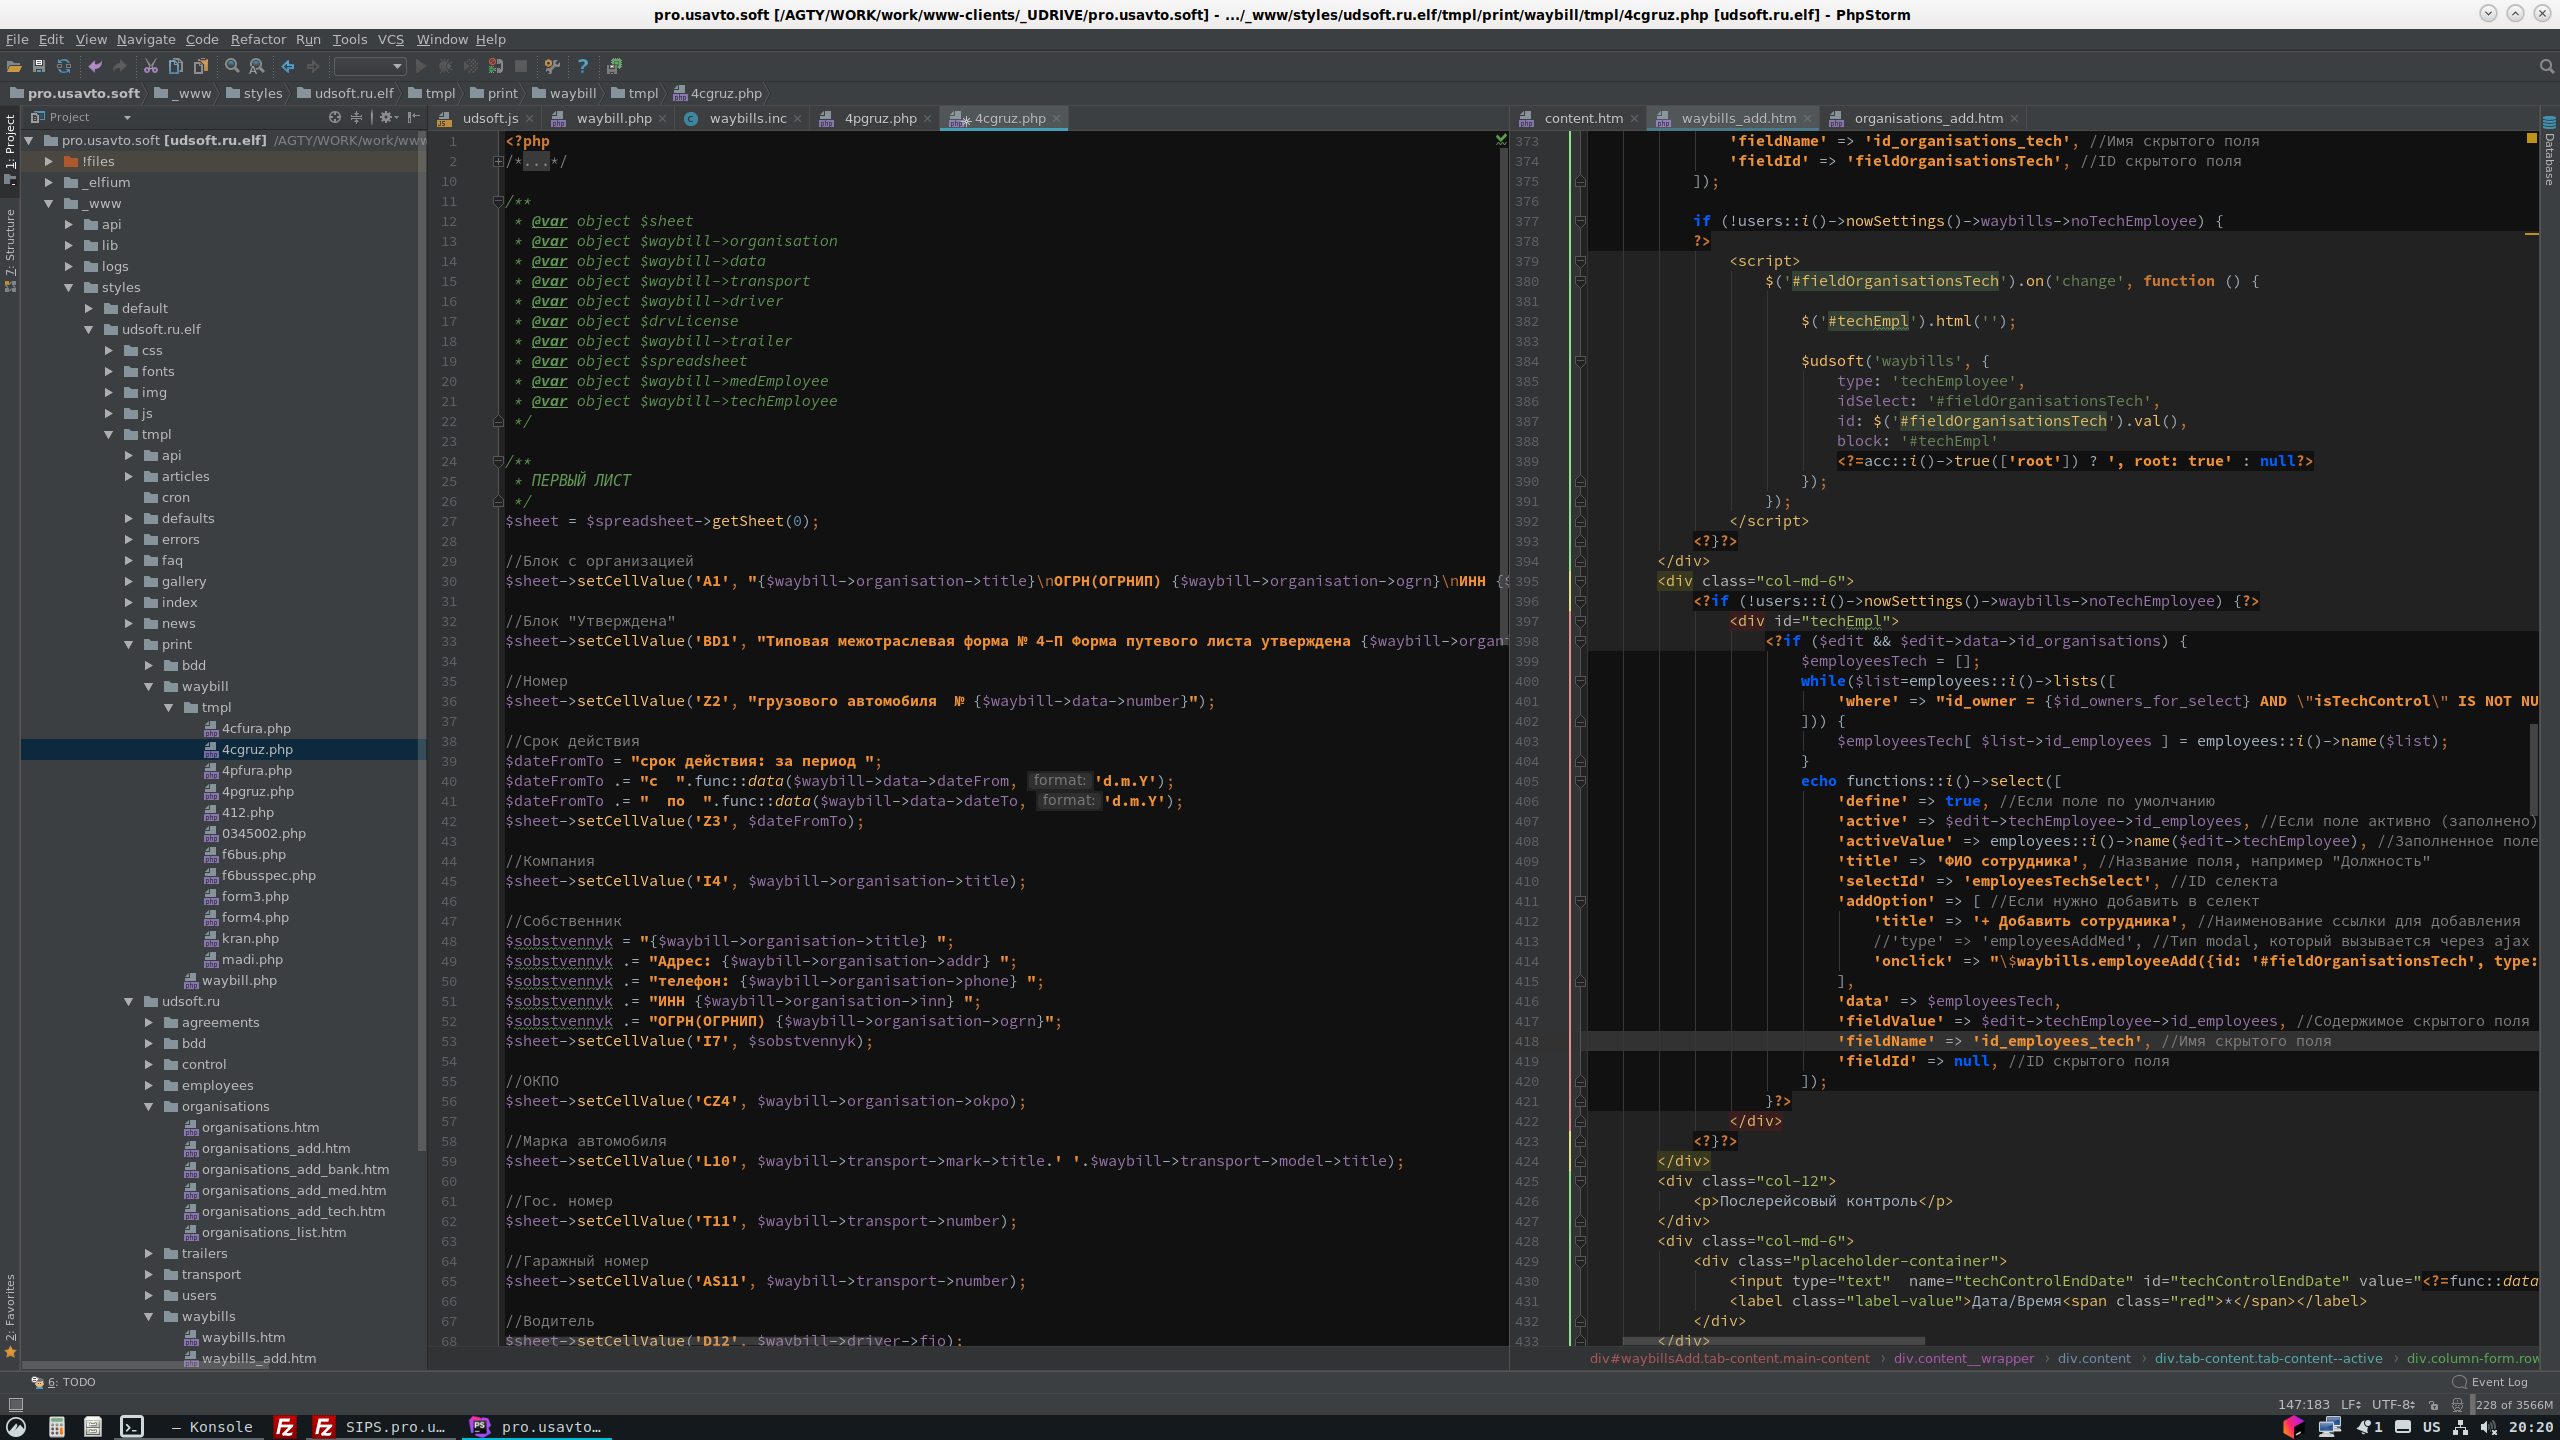 pro.usavto.soft [/AGTY/WORK/work/www-clients/_UDRIVE/pro.usavto.soft] - .../_www/styles/udsoft.ru.elf/tmpl/print/waybill/tmpl/4cgruz.php [udsoft.ru.elf] - PhpStorm
File Edit View Navigate Code Refactor Run Tools VCS Window Help
pro.usavto.soft _www styles udsoft.ru.elf tmpl print waybill tmpl 4cgruz.php
1: Project
7: Structure
2: Favorites
Project
pro.usavto.soft [udsoft.ru.elf] /AGTY/WORK/work/www
!files
_elfium
_www
api
lib
logs
styles
default
udsoft.ru.elf
css
fonts
img
js
tmpl
api
articles
cron
defaults
errors
faq
gallery
index
news
print
bdd
waybill
tmpl
4cfura.php
4cgruz.php
4pfura.php
4pgruz.php
412.php
0345002.php
f6bus.php
f6busspec.php
form3.php
form4.php
kran.php
madi.php
waybill.php
udsoft.ru
agreements
bdd
control
employees
organisations
organisations.htm
organisations_add.htm
organisations_add_bank.htm
organisations_add_med.htm
organisations_add_tech.htm
organisations_list.htm
trailers
transport
users
waybills
waybills.htm
waybills_add.htm
udsoft.js waybill.php waybills.inc 4pgruz.php 4cgruz.php
1 <?php
2 /*...*/
10
11 /**
12 * @var object $sheet
13 * @var object $waybill->organisation
14 * @var object $waybill->data
15 * @var object $waybill->transport
16 * @var object $waybill->driver
17 * @var object $drvLicense
18 * @var object $waybill->trailer
19 * @var object $spreadsheet
20 * @var object $waybill->medEmployee
21 * @var object $waybill->techEmployee
22 */
23
24 /**
25 * ПЕРВЫЙ ЛИСТ
26 */
27 $sheet = $spreadsheet->getSheet(0);
28
29 //Блок с организацией
30 $sheet->setCellValue('A1', "{$waybill->organisation->title}\nОГРН(ОГРНИП) {$waybill->organisation->ogrn}\nИНН {$
31
32 //Блок "Утверждена"
33 $sheet->setCellValue('BD1', "Типовая межотраслевая форма № 4-П Форма путевого листа утверждена {$waybill->organ
34
35 //Номер
36 $sheet->setCellValue('Z2', "грузового автомобиля  № {$waybill->data->number}");
37
38 //Срок действия
39 $dateFromTo = "срок действия: за период ";
40 $dateFromTo .= "с  ".func::data($waybill->data->dateFrom, format: 'd.m.Y');
41 $dateFromTo .= "  по  ".func::data($waybill->data->dateTo, format: 'd.m.Y');
42 $sheet->setCellValue('Z3', $dateFromTo);
43
44 //Компания
45 $sheet->setCellValue('I4', $waybill->organisation->title);
46
47 //Собственник
48 $sobstvennyk = "{$waybill->organisation->title} ";
49 $sobstvennyk .= "Адрес: {$waybill->organisation->addr} ";
50 $sobstvennyk .= "телефон: {$waybill->organisation->phone} ";
51 $sobstvennyk .= "ИНН {$waybill->organisation->inn} ";
52 $sobstvennyk .= "ОГРН(ОГРНИП) {$waybill->organisation->ogrn}";
53 $sheet->setCellValue('I7', $sobstvennyk);
54
55 //ОКПО
56 $sheet->setCellValue('CZ4', $waybill->organisation->okpo);
57
58 //Марка автомобиля
59 $sheet->setCellValue('L10', $waybill->transport->mark->title.' '.$waybill->transport->model->title);
60
61 //Гос. номер
62 $sheet->setCellValue('T11', $waybill->transport->number);
63
64 //Гаражный номер
65 $sheet->setCellValue('AS11', $waybill->transport->number);
66
67 //Водитель
68 $sheet->setCellValue('D12', $waybill->driver->fio);
content.htm waybills_add.htm organisations_add.htm
373 'fieldName' => 'id_organisations_tech', //Имя скрытого поля
374 'fieldId' => 'fieldOrganisationsTech', //ID скрытого поля
375 ]);
376
377 if (!users::i()->nowSettings()->waybills->noTechEmployee) {
378 ?>
379 <script>
380 $('#fieldOrganisationsTech').on('change', function () {
381
382 $('#techEmpl').html('');
383
384 $udsoft('waybills', {
385 type: 'techEmployee',
386 idSelect: '#fieldOrganisationsTech',
387 id: $('#fieldOrganisationsTech').val(),
388 block: '#techEmpl'
389 <?=acc::i()->true(['root']) ? ', root: true' : null?>
390 });
391 });
392 </script>
393 <?}?>
394 </div>
395 <div class="col-md-6">
396 <?if (!users::i()->nowSettings()->waybills->noTechEmployee) {?>
397 <div id="techEmpl">
398 <?if ($edit && $edit->data->id_organisations) {
399 $employeesTech = [];
400 while($list=employees::i()->lists([
401 'where' => "id_owner = {$id_owners_for_select} AND \"isTechControl\" IS NOT NU
402 ])) {
403 $employeesTech[ $list->id_employees ] = employees::i()->name($list);
404 }
405 echo functions::i()->select([
406 'define' => true, //Если поле по умолчанию
407 'active' => $edit->techEmployee->id_employees, //Если поле активно (заполнено)
408 'activeValue' => employees::i()->name($edit->techEmployee), //Заполненное поле
409 'title' => 'ФИО сотрудника', //Название поля, например "Должность"
410 'selectId' => 'employeesTechSelect', //ID селекта
411 'addOption' => [ //Если нужно добавить в селект
412 'title' => '+ Добавить сотрудника', //Наименование ссылки для добавления
413 //'type' => 'employeesAddMed', //Тип modal, который вызывается через ajax
414 'onclick' => "\$waybills.employeeAdd({id: '#fieldOrganisationsTech', type:
415 ],
416 'data' => $employeesTech,
417 'fieldValue' => $edit->techEmployee->id_employees, //Содержимое скрытого поля
418 'fieldName' => 'id_employees_tech', //Имя скрытого поля
419 'fieldId' => null, //ID скрытого поля
420 ]);
421 }?>
422 </div>
423 <?}?>
424 </div>
425 <div class="col-12">
426 <p>Послерейсовый контроль</p>
427 </div>
428 <div class="col-md-6">
429 <div class="placeholder-container">
430 <input type="text"  name="techControlEndDate" id="techControlEndDate" value="<?=func::data
431 <label class="label-value">Дата/Время<span class="red">*</span></label>
432 </div>
433 </div>
Database
div#waybillsAdd.tab-content.main-content div.content__wrapper div.content div.tab-content.tab-content--active div.column-form.row
6: TODO
Event Log
147:183 LF UTF-8 228 of 3566M
— Konsole SIPS.pro.u... pro.usavto...
1 US 20:20